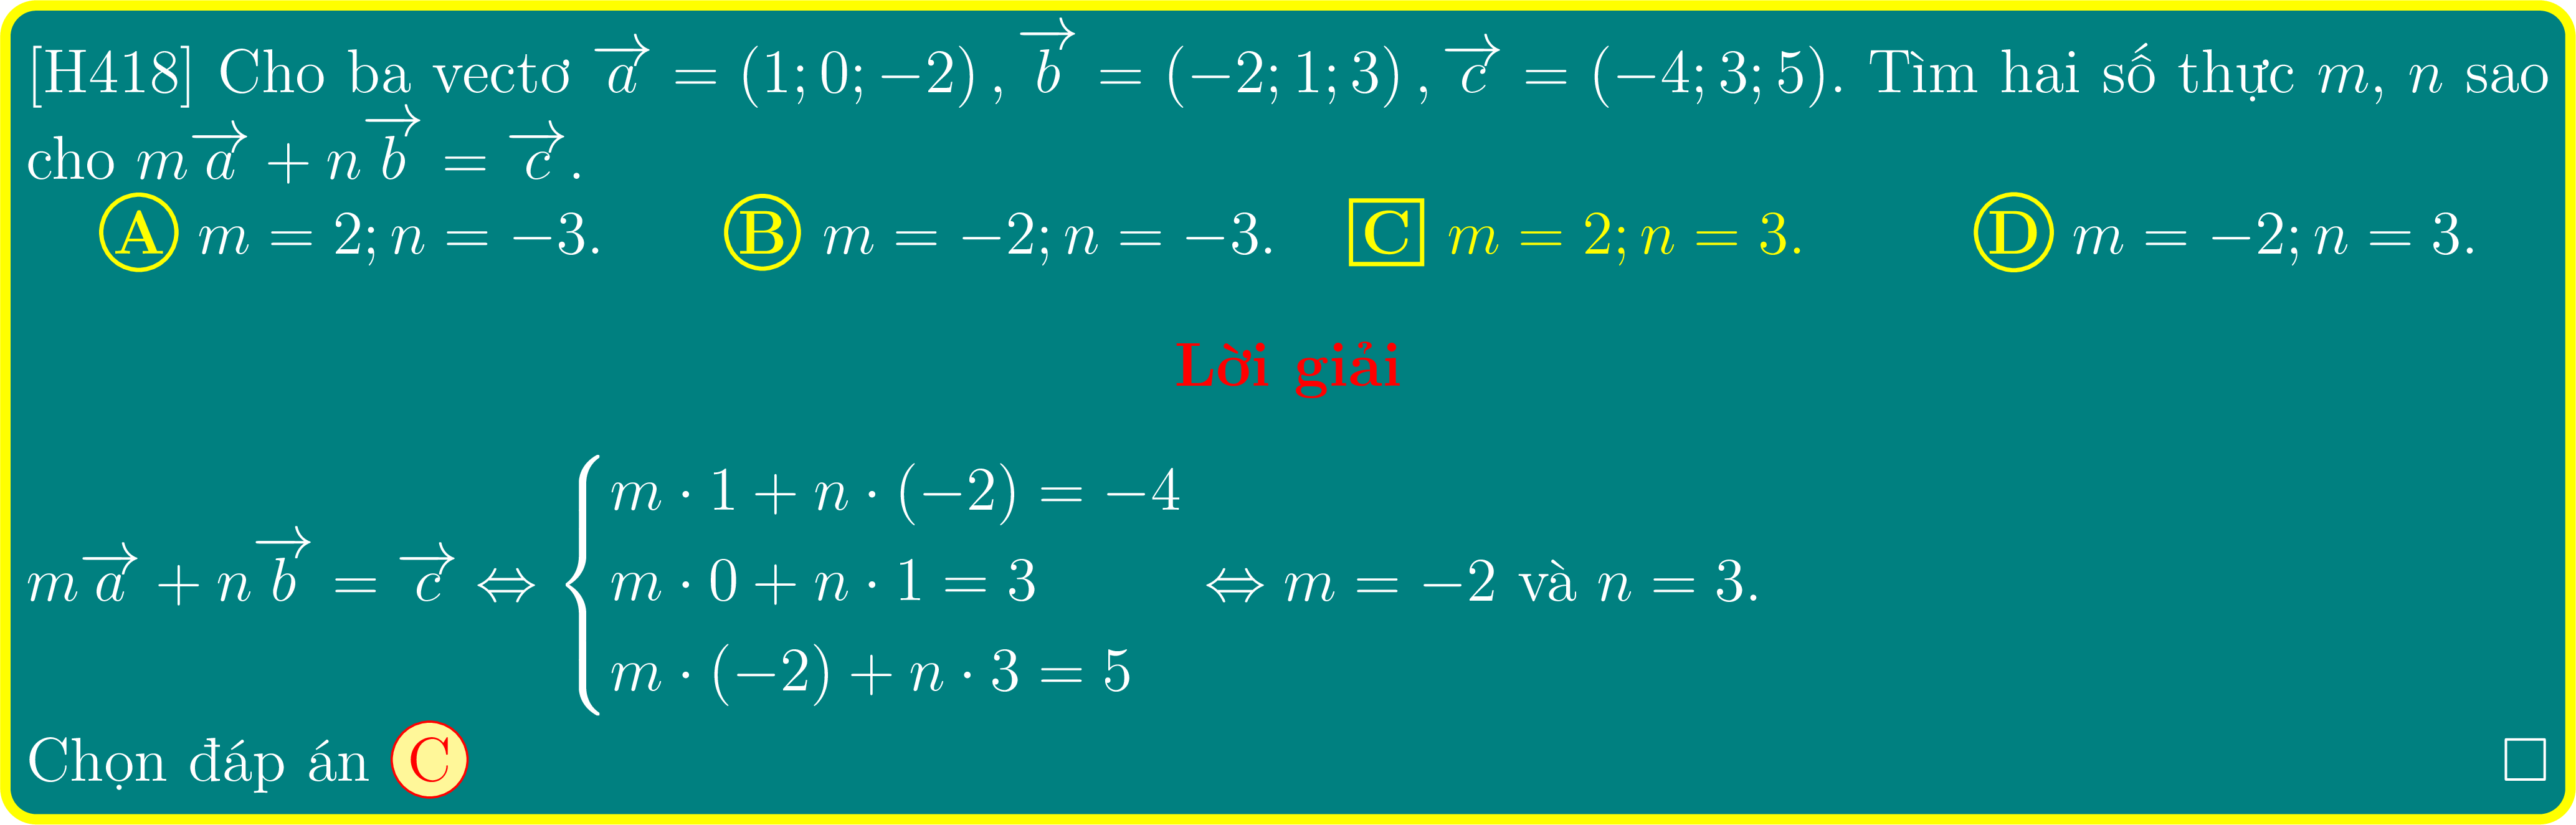 [H418] Cho ba vectơ $\overrightarrow{a} = (1; 0; -2), \overrightarrow{b} = (-2; 1; 3), \overrightarrow{c} = (-4; 3; 5)$. Tìm hai số thực $m$, $n$ sao
cho $m\overrightarrow{a} + n\overrightarrow{b} = \overrightarrow{c}$.
A $m = 2; n = -3.$ B $m = -2; n = -3.$ C $m = 2; n = 3.$ D $m = -2; n = 3.$
Lời giải
$m\overrightarrow{a} + n\overrightarrow{b} = \overrightarrow{c} \Leftrightarrow \begin{cases} m \cdot 1 + n \cdot (-2) = -4 \\ m \cdot 0 + n \cdot 1 = 3 \\ m \cdot (-2) + n \cdot 3 = 5 \end{cases} \Leftrightarrow m = -2$ và $n = 3.$
Chọn đáp án C □